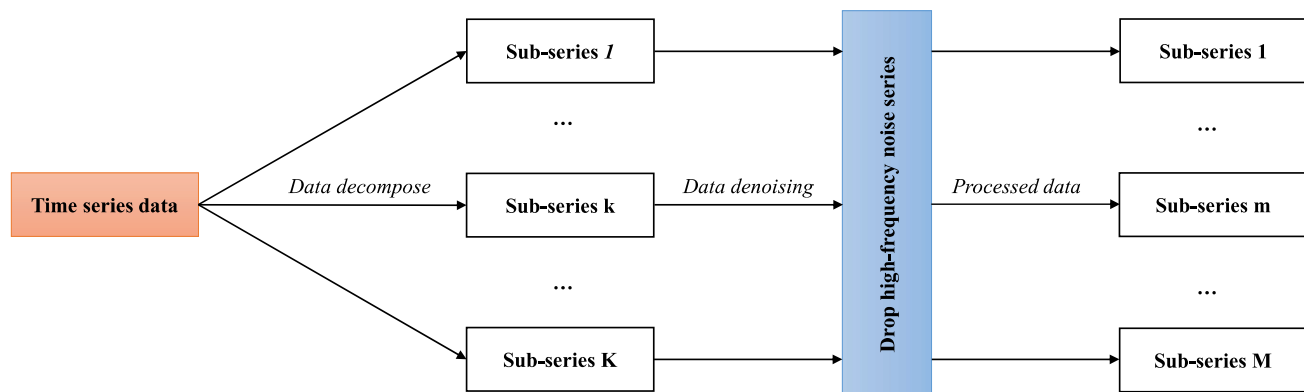 Sub-series 1
Sub-series 1
...
...
Time series data
Data decompose
Sub-series k
Data denoising
Drop high-frequency noise series
Processed data
Sub-series m
...
...
Sub-series K
Sub-series M